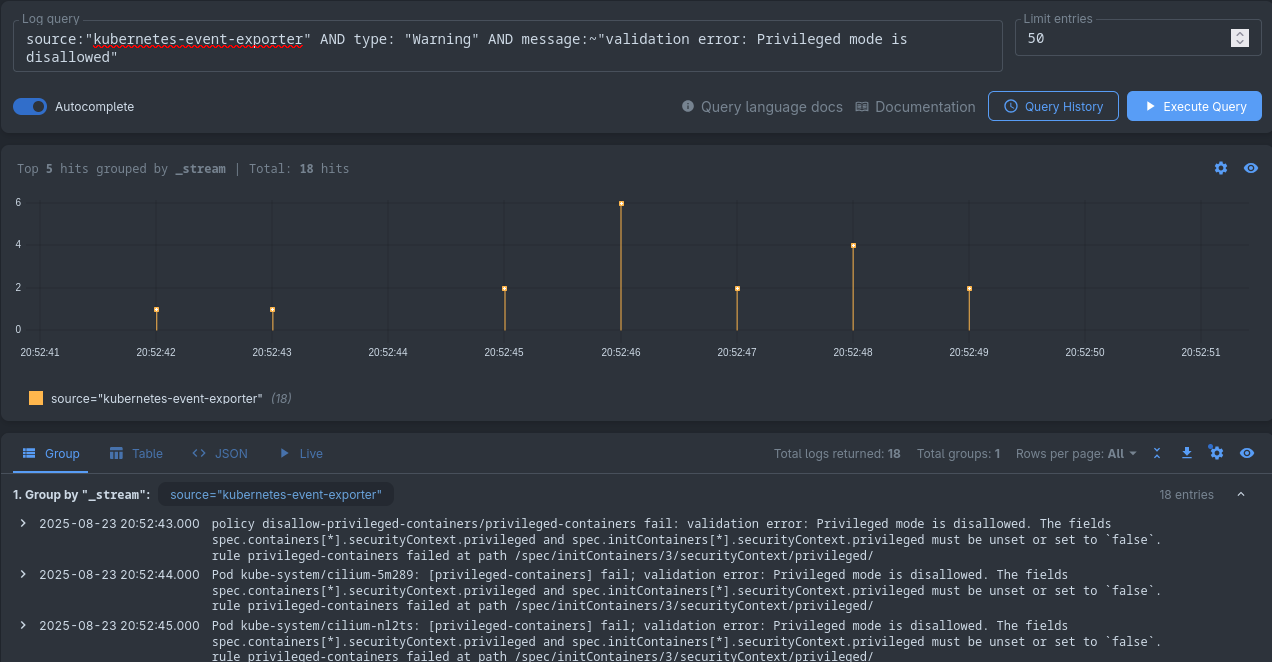 Log query
source:"kubernetes-event-exporter" AND type: "Warning" AND message:~"validation error: Privileged mode is
disallowed"
Limit entries
50
Autocomplete
Query language docs
Documentation
Query History
Execute Query
Top 5 hits grouped by _stream | Total: 18 hits
6
4
2
0
20:52:41 20:52:42 20:52:43 20:52:44 20:52:45 20:52:46 20:52:47 20:52:48 20:52:49 20:52:50 20:52:51
source="kubernetes-event-exporter" (18)
Group Table JSON Live Total logs returned: 18 Total groups: 1 Rows per page: All
1. Group by "_stream": source="kubernetes-event-exporter" 18 entries
2025-08-23 20:52:43.000 policy disallow-privileged-containers/privileged-containers fail: validation error: Privileged mode is disallowed. The fields
spec.containers[*].securityContext.privileged and spec.initContainers[*].securityContext.privileged must be unset or set to `false`.
rule privileged-containers failed at path /spec/initContainers/3/securityContext/privileged/
2025-08-23 20:52:44.000 Pod kube-system/cilium-5m289: [privileged-containers] fail; validation error: Privileged mode is disallowed. The fields
spec.containers[*].securityContext.privileged and spec.initContainers[*].securityContext.privileged must be unset or set to `false`.
rule privileged-containers failed at path /spec/initContainers/3/securityContext/privileged/
2025-08-23 20:52:45.000 Pod kube-system/cilium-nl2ts: [privileged-containers] fail; validation error: Privileged mode is disallowed. The fields
spec.containers[*].securityContext.privileged and spec.initContainers[*].securityContext.privileged must be unset or set to `false`.
rule privileged-containers failed at path /spec/initContainers/3/securityContext/privileged/